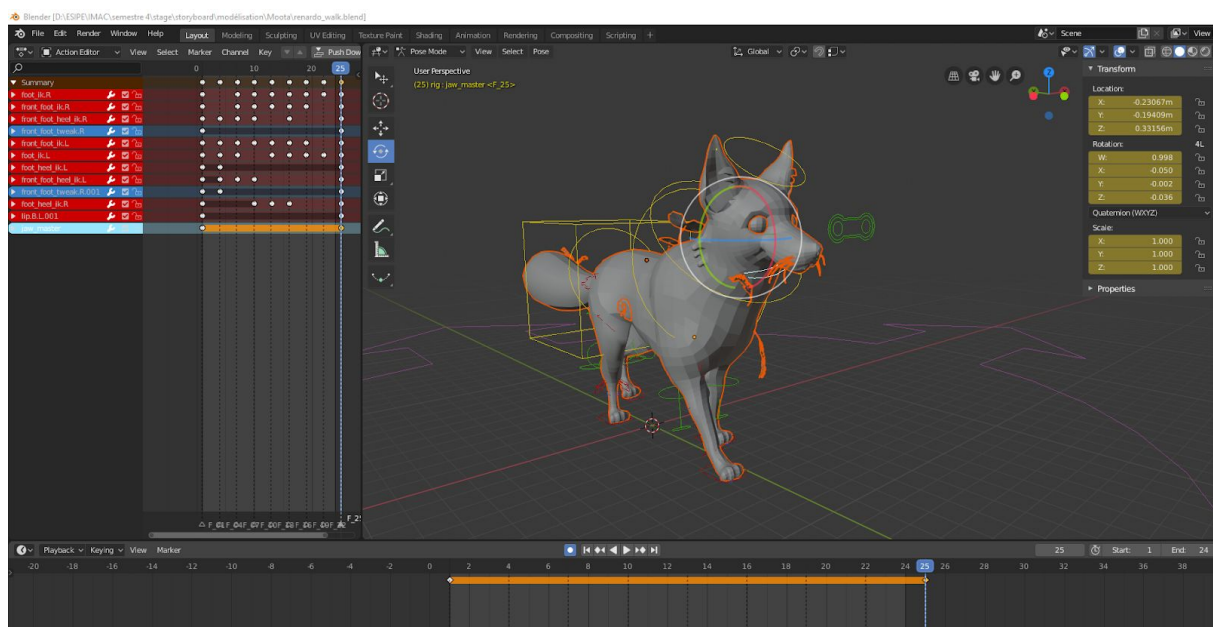 Blender [D:\ESIPE\IMAC\semestre 4\stage\storyboard\modélisation\Moota\renardo_walk.blend]
File Edit Render Window Help Layout Modeling Sculpting UV Editing Texture Paint Shading Animation Rendering Compositing Scripting + Scene View
Action Editor View Select Marker Channel Key Push Dow Pose Mode View Select Pose Global
0 10 20 25
User Perspective
(25) rig : jaw_master <F_25>
Summary
foot_ik.R
front_foot_ik.R
front_foot_heel_ik.R
front_foot_tweak.R
front_foot_ik.L
foot_ik.L
foot_heel_ik.L
front_foot_heel_ik.L
front_foot_tweak.R.001
foot_heel_ik.R
lip.B.L.001
jaw_master
Z
Transform
Location:
X: -0.23067m
Y: -0.19409m
Z: 0.33156m
Rotation: 4L
W: 0.998
X: -0.050
Y: -0.002
Z: -0.036
Quaternion (WXYZ)
Scale:
X: 1.000
Y: 1.000
Z: 1.000
Properties
Playback Keying View Marker 25 Start: 1 End: 24
-20 -18 -16 -14 -12 -10 -8 -6 -4 -2 0 2 4 6 8 10 12 14 16 18 20 22 24 25 26 28 30 32 34 36 38